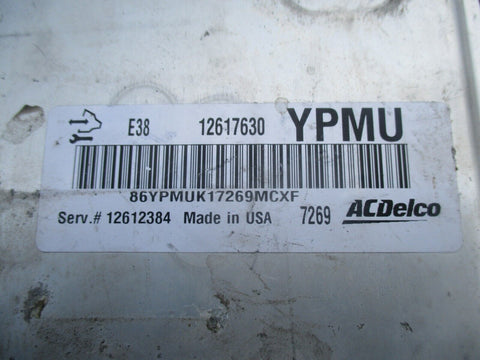 E38 12617630 YPMU
86YPMUK17269MCXF
Serv.# 12612384 Made in USA 7269 ACDelco